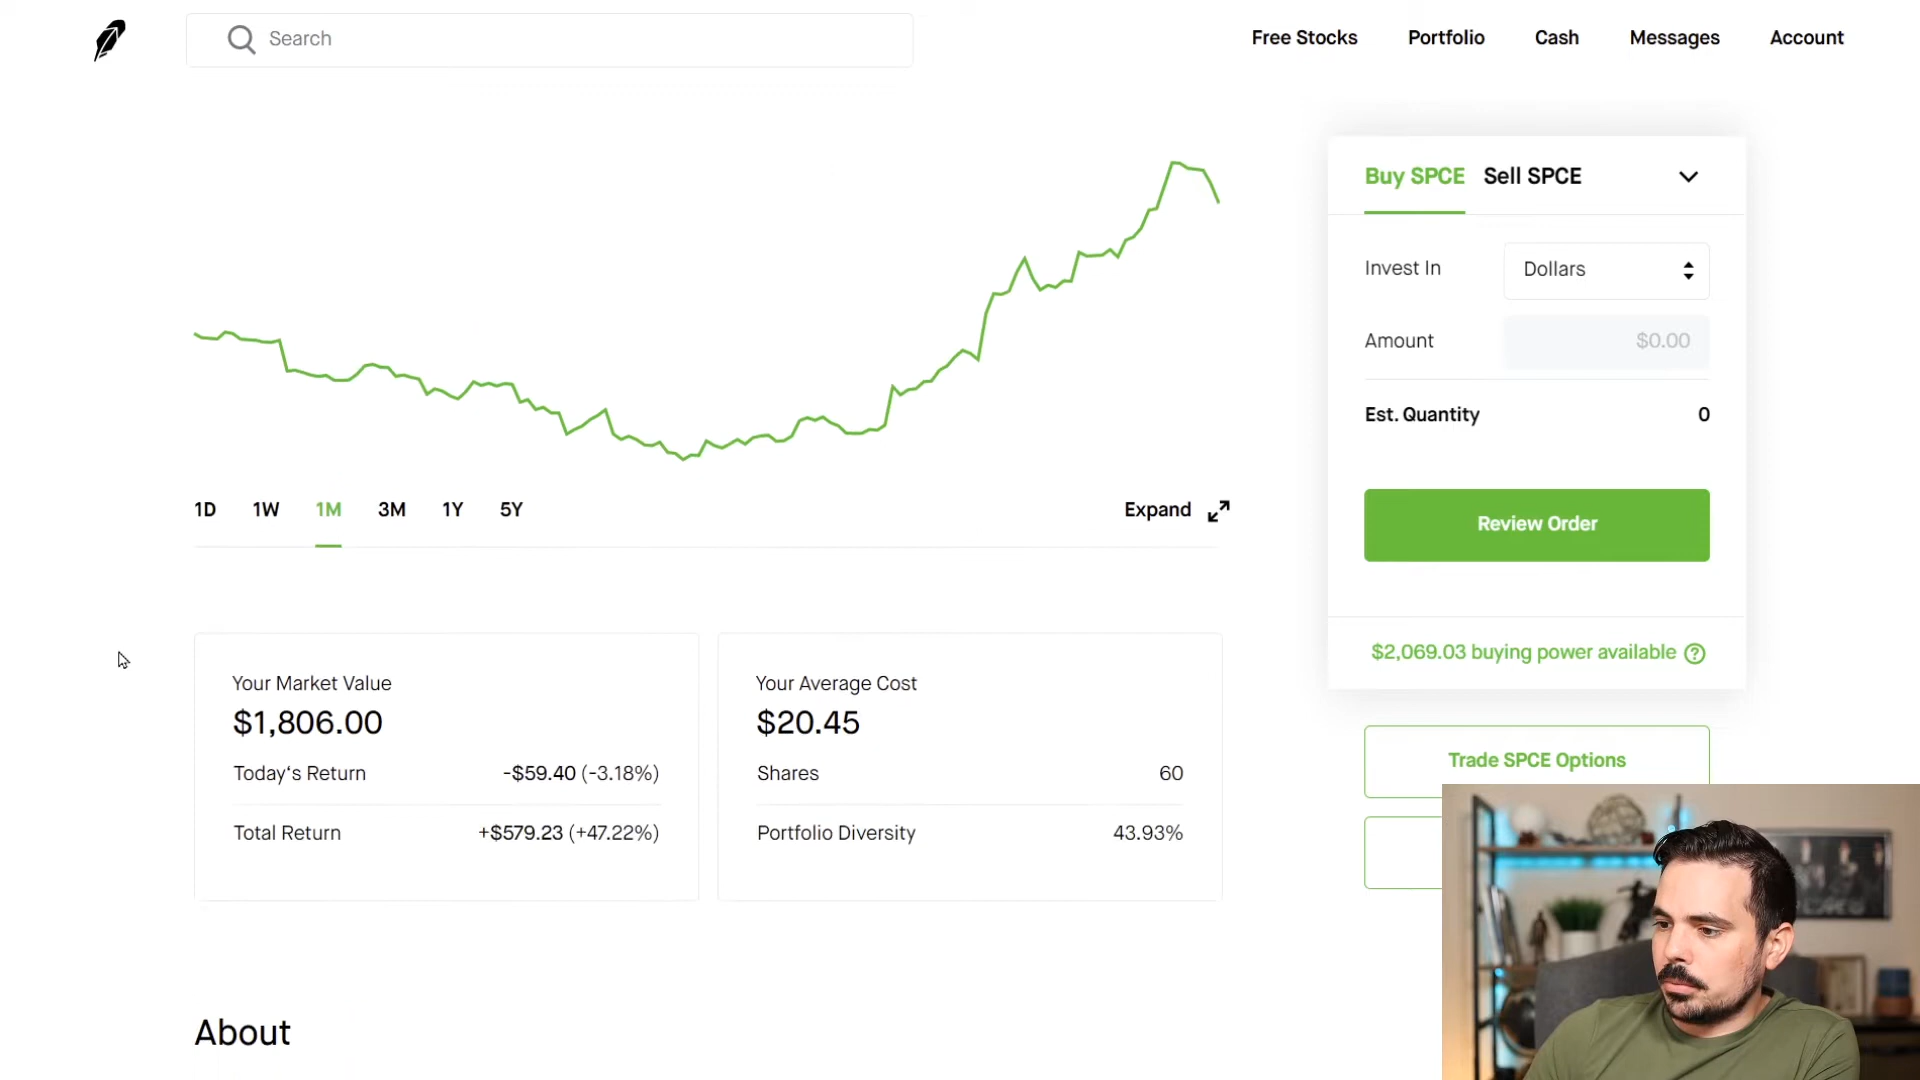 Search
Free Stocks
Portfolio
Cash
Messages
Account
Buy SPCE
Sell SPCE
Invest In
Dollars
Amount
$0.00
Est. Quantity
0
Review Order
$2,069.03 buying power available
Trade SPCE Options
1D
1W
1M
3M
1Y
5Y
Expand
Your Market Value
$1,806.00
Today's Return
-$59.40 (-3.18%)
Total Return
+$579.23 (+47.22%)
Your Average Cost
$20.45
Shares
60
Portfolio Diversity
43.93%
About